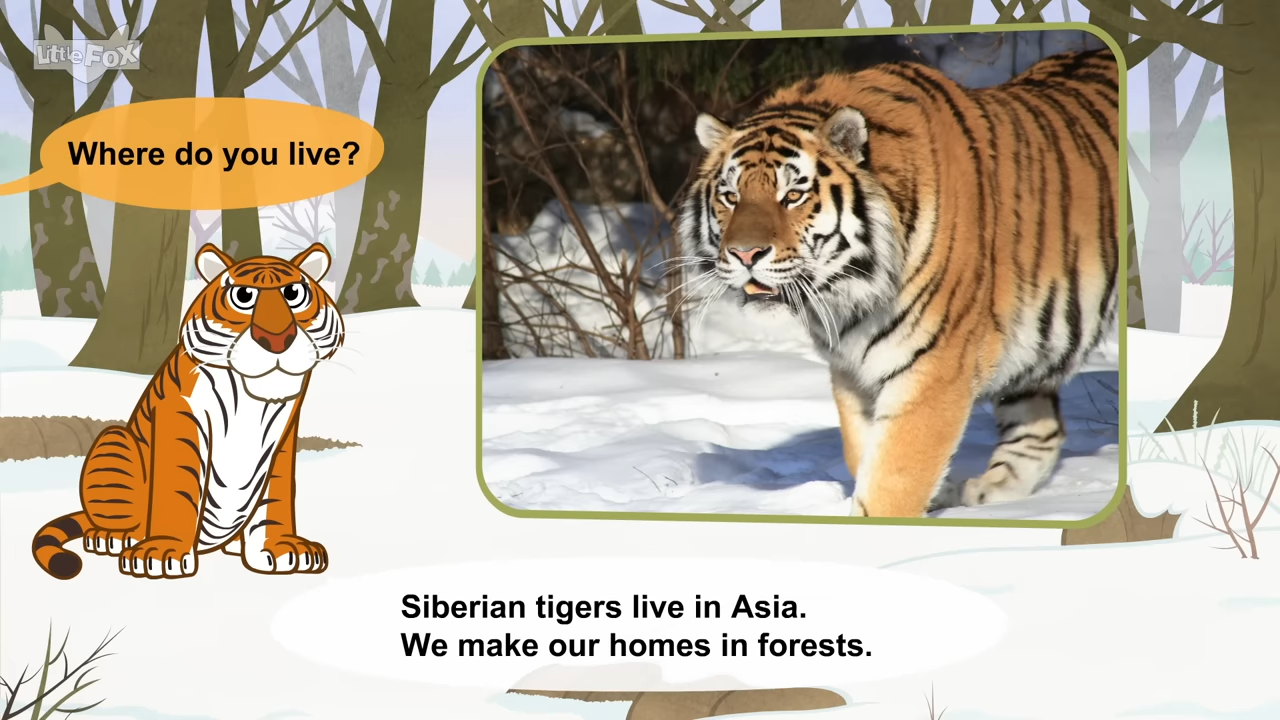 Little Fox
Where do you live?
Siberian tigers live in Asia.
We make our homes in forests.